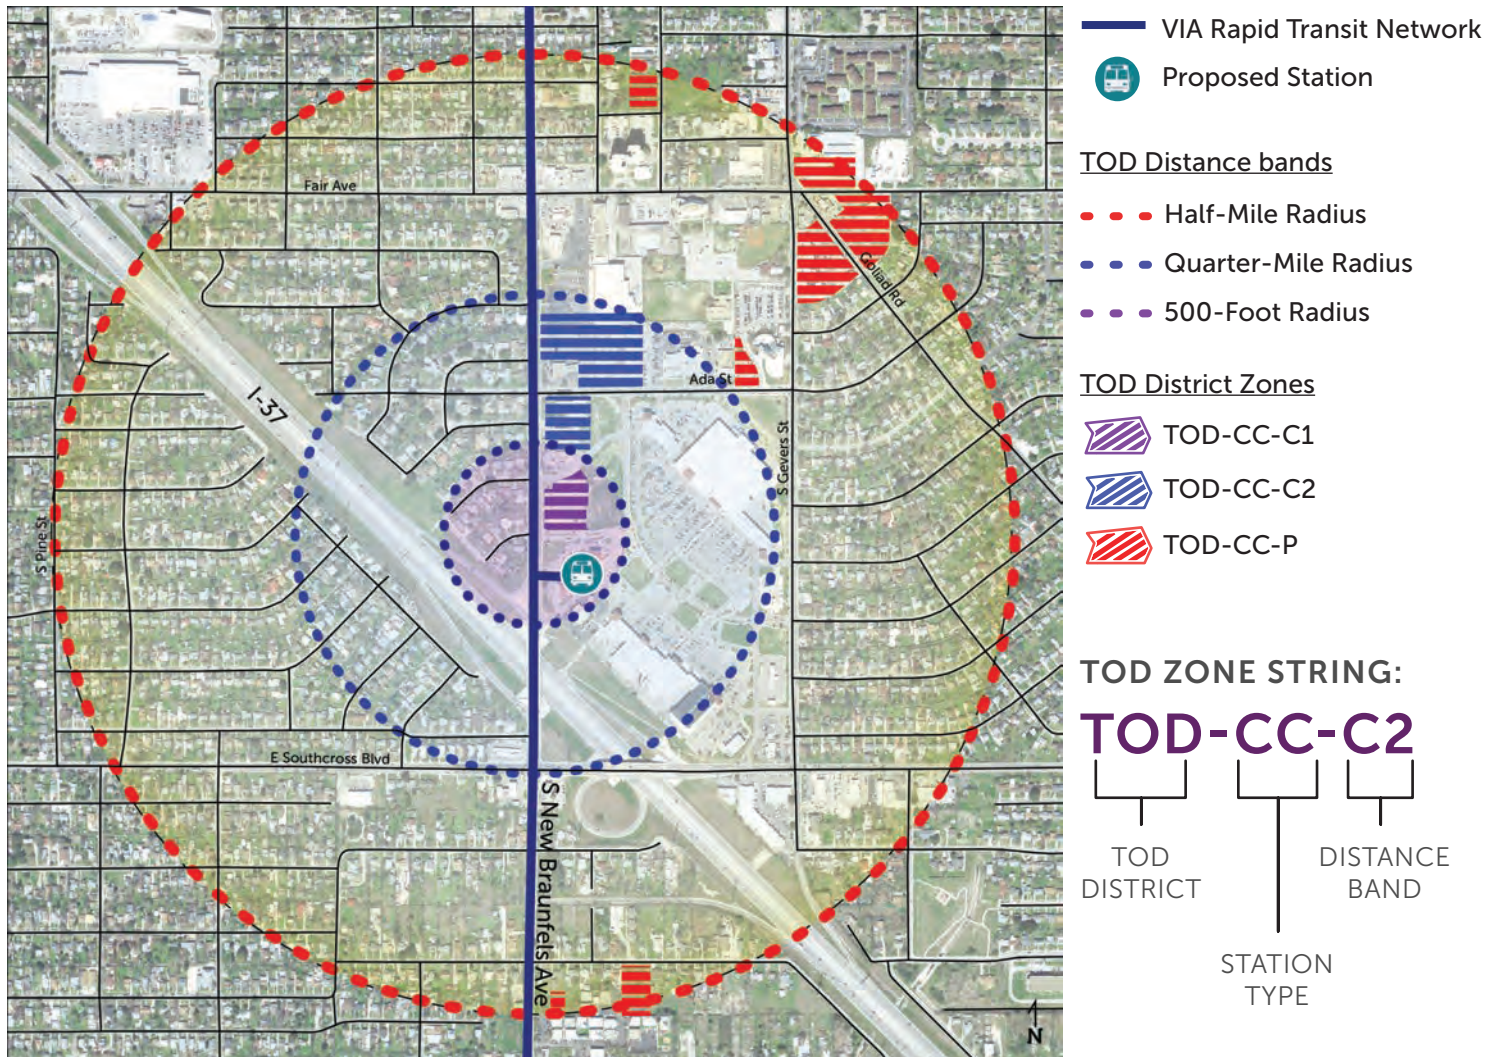 VIA Rapid Transit Network
Proposed Station
TOD Distance bands
Half-Mile Radius
Quarter-Mile Radius
500-Foot Radius
TOD District Zones
TOD-CC-C1
TOD-CC-C2
TOD-CC-P
TOD ZONE STRING:
TOD-CC-C2
TOD
DISTRICT
DISTANCE
BAND
STATION
TYPE
Fair Ave
Goliad Rd
Ada St
I-37
S Gevers St
S Pine St
E Southcross Blvd
S New Braunfels Ave
N